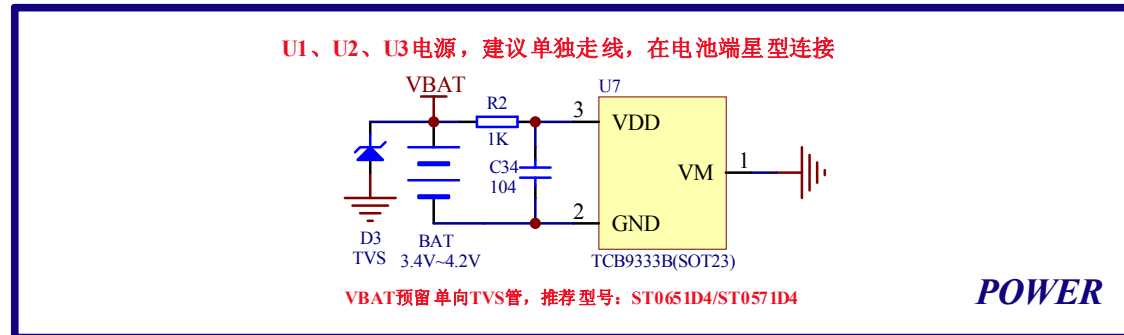 U1、U2、U3电源，建议单独走线，在电池端星型连接
VBAT
U7
R2
3
VDD
1K
C34
104
VM
1
2
GND
D3
TVS
BAT
3.4V~4.2V
TCB9333B(SOT23)
VBAT预留单向TVS管，推荐型号：ST0651D4/ST0571D4
POWER